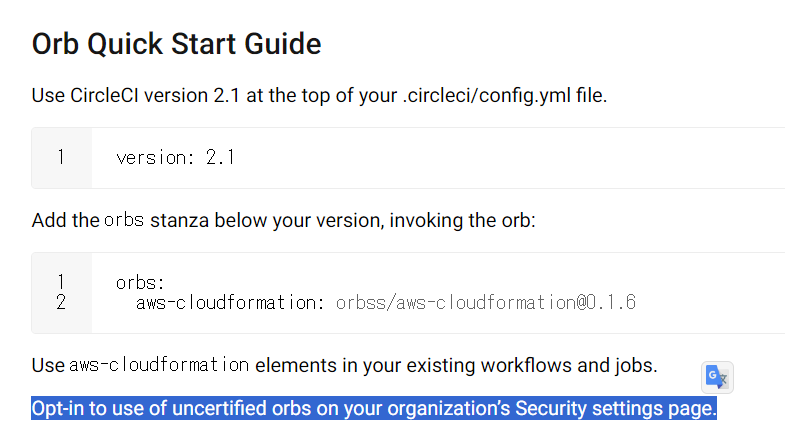 Orb Quick Start Guide
Use CircleCI version 2.1 at the top of your .circleci/config.yml file.
1 version: 2.1
Add the orbs stanza below your version, invoking the orb:
1 orbs:
2 aws-cloudformation: orbss/aws-cloudformation@0.1.6
Use aws-cloudformation elements in your existing workflows and jobs.
G
Opt-in to use of uncertified orbs on your organization’s Security settings page.